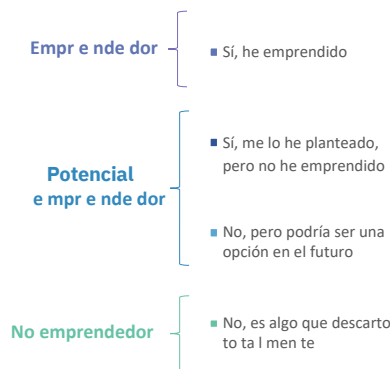 Empr e nde dor
Sí, he emprendido
Sí, me lo he planteado,
pero no he emprendido
Potencial
e mpr e nde dor
No, pero podría ser una
opción en el futuro
No emprendedor
No, es algo que descarto
to ta l men te